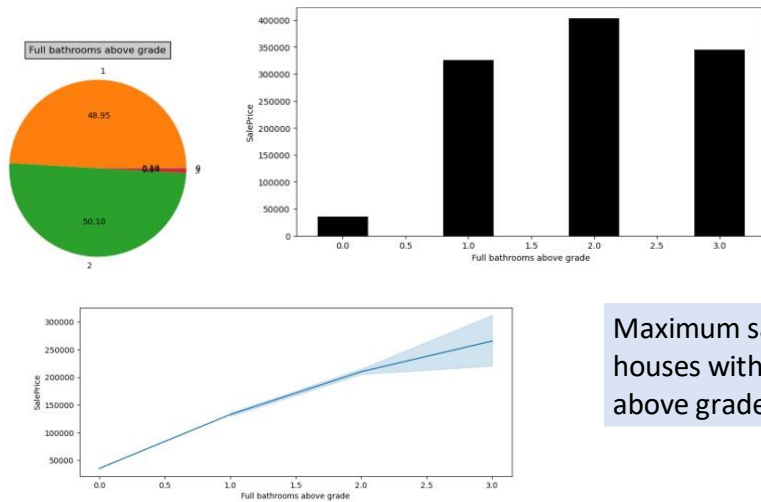 Full bathrooms above grade
1
48.95
0
3
50.10
2
400000
350000
300000
250000
200000
150000
100000
50000
0
SalePrice
0.0 0.5 1.0 1.5 2.0 2.5 3.0
Full bathrooms above grade
300000
250000
200000
150000
100000
50000
SalePrice
0.0 0.5 1.0 1.5 2.0 2.5 3.0
Full bathrooms above grade
Maximum
houses with
above grade